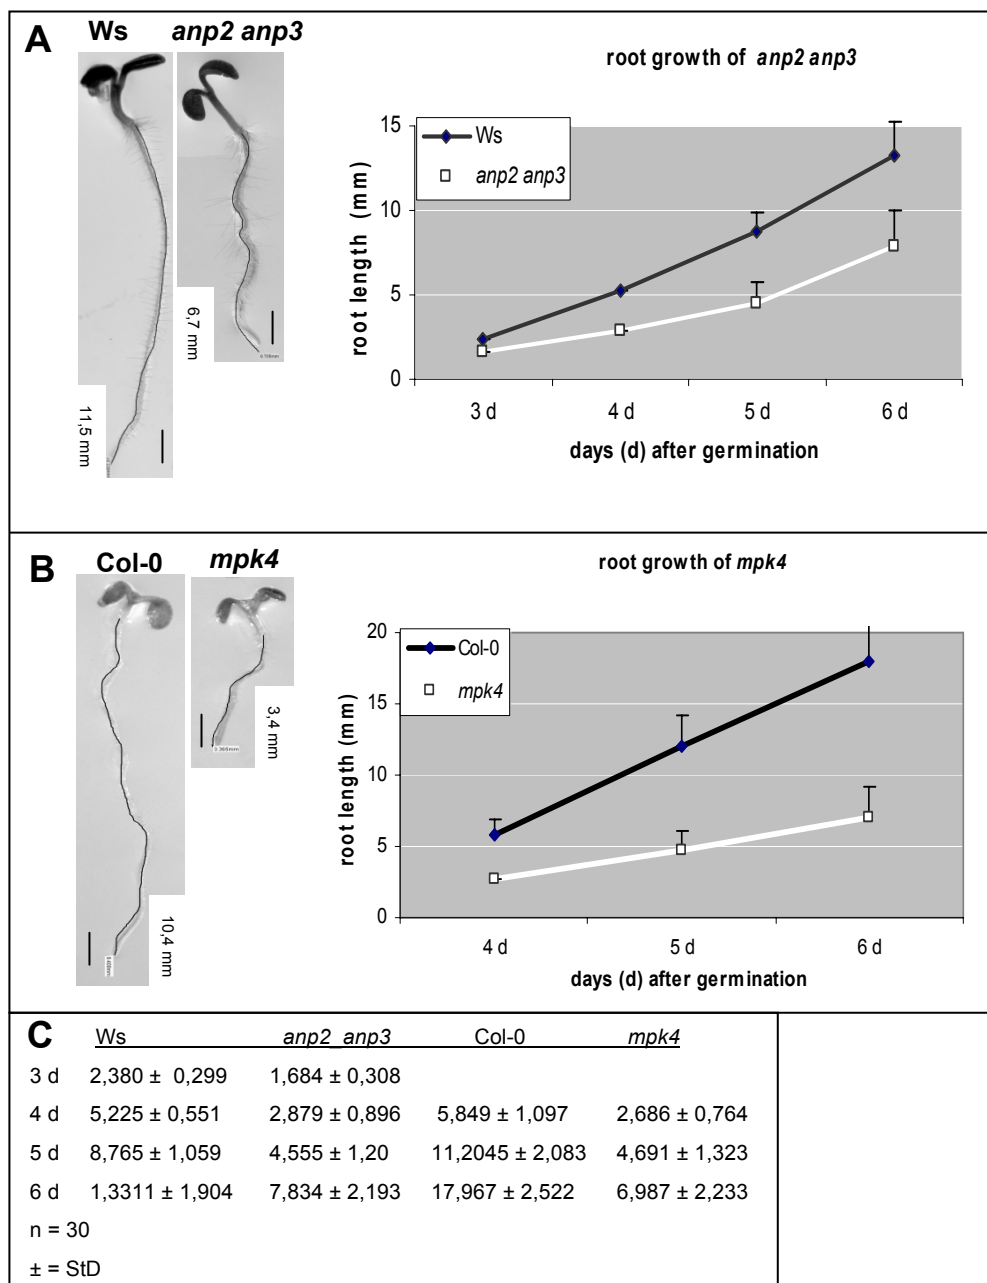 A
Ws
anp2 anp3
11,5 mm
6,7 mm
root growth of anp2 anp3
Ws
anp2 anp3
root length (mm)
15
10
5
0
3 d 4 d 5 d 6 d
days (d) after germination
B
Col-0
mpk4
10,4 mm
3,4 mm
root growth of mpk4
Col-0
mpk4
root length (mm)
20
15
10
5
0
4 d 5 d 6 d
days (d) after germination
C
Ws anp2_anp3 Col-0 mpk4
3 d 2,380 ± 0,299 1,684 ± 0,308
4 d 5,225 ± 0,551 2,879 ± 0,896 5,849 ± 1,097 2,686 ± 0,764
5 d 8,765 ± 1,059 4,555 ± 1,20 11,2045 ± 2,083 4,691 ± 1,323
6 d 1,3311 ± 1,904 7,834 ± 2,193 17,967 ± 2,522 6,987 ± 2,233
n = 30
± = StD